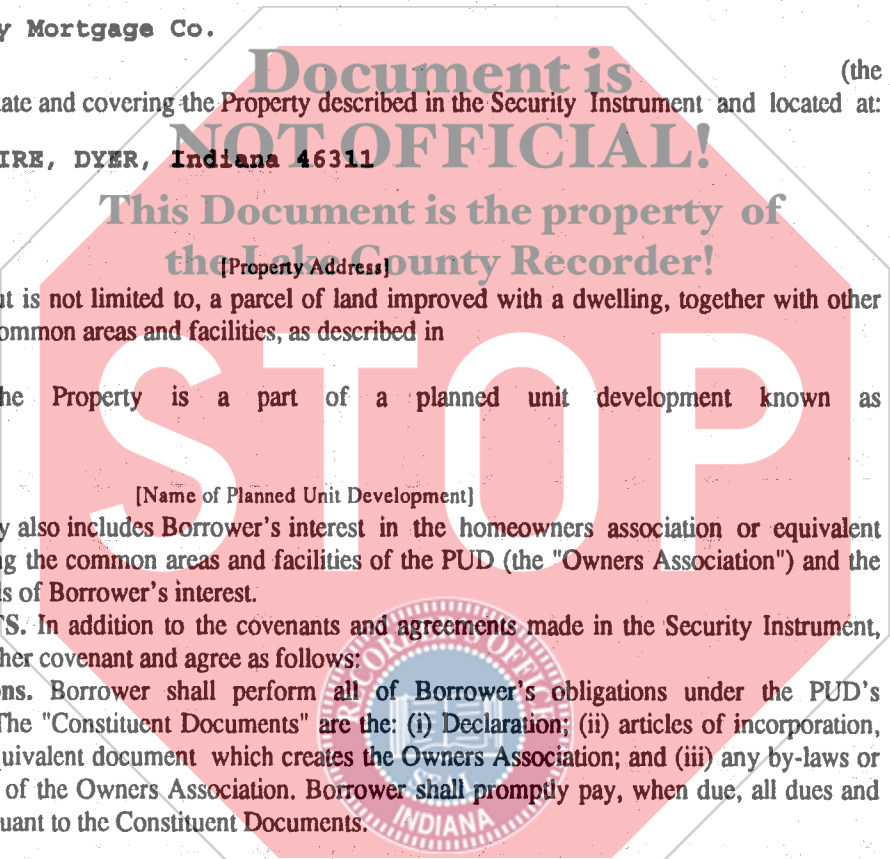 y Mortgage Co.
Document is
(the
ate and covering the Property described in the Security Instrument and located at:
NOT OFFICIAL!
IRE, DYER, Indiana 46311
This Document is the property of
the Lake County Recorder!
[Property Address]
ut is not limited to, a parcel of land improved with a dwelling, together with other
ommon areas and facilities, as described in
he Property is a part of a planned unit development known as
STOP
[Name of Planned Unit Development]
y also includes Borrower's interest in the homeowners association or equivalent
ng the common areas and facilities of the PUD (the "Owners Association") and the
ls of Borrower's interest.
TS. In addition to the covenants and agreements made in the Security Instrument,
her covenant and agree as follows:
ns. Borrower shall perform all of Borrower's obligations under the PUD's
The "Constituent Documents" are the: (i) Declaration; (ii) articles of incorporation,
quivalent document which creates the Owners Association; and (iii) any by-laws or
of the Owners Association. Borrower shall promptly pay, when due, all dues and
uant to the Constituent Documents.
RECORDER OFFICE
SEAL
INDIANA